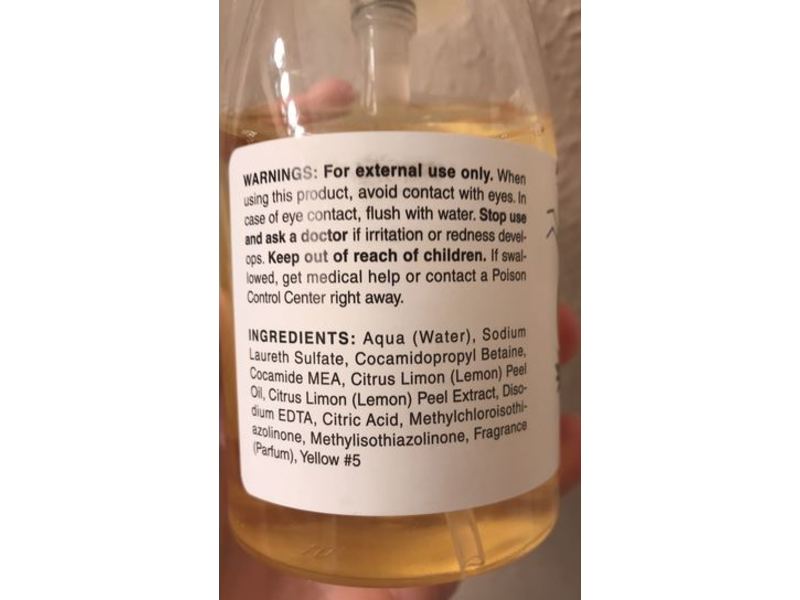 WARNINGS: For external use only. When
using this product, avoid contact with eyes. In
case of eye contact, flush with water. Stop use
and ask a doctor if irritation or redness devel-
ops. Keep out of reach of children. If swal-
lowed, get medical help or contact a Poison
Control Center right away.
INGREDIENTS: Aqua (Water), Sodium
Laureth Sulfate, Cocamidopropyl Betaine,
Cocamide MEA, Citrus Limon (Lemon) Peel
Oil, Citrus Limon (Lemon) Peel Extract, Diso-
dium EDTA, Citric Acid, Methylchloroisothi-
azolinone, Methylisothiazolinone, Fragrance
(Parfum), Yellow #5